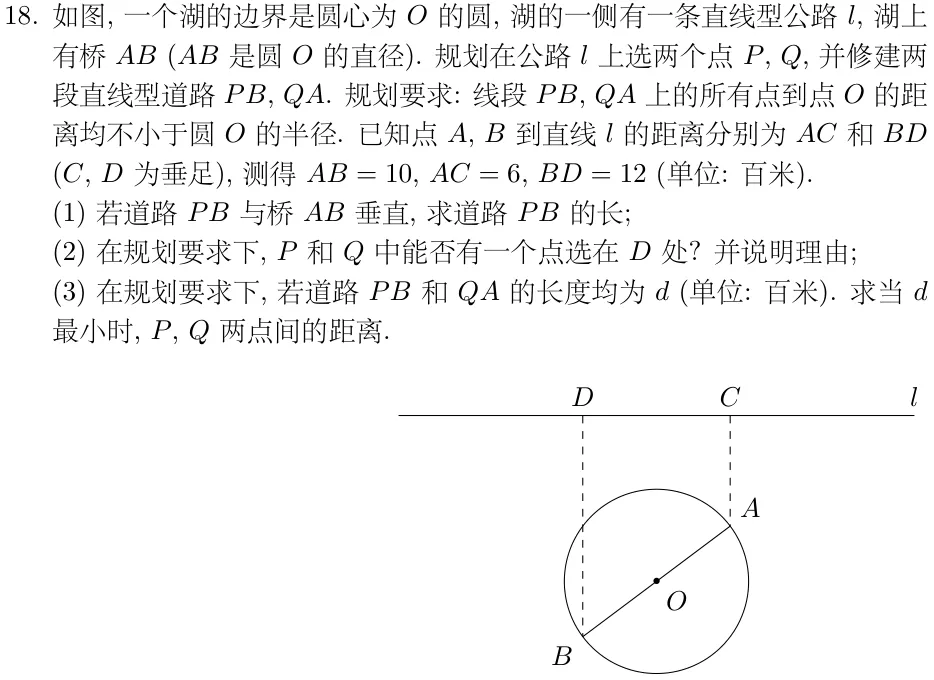 18. 如图, 一个湖的边界是圆心为 O 的圆, 湖的一侧有一条直线型公路 l, 湖上
有桥 AB (AB 是圆 O 的直径). 规划在公路 l 上选两个点 P, Q, 并修建两
段直线型道路 PB, QA. 规划要求: 线段 PB, QA 上的所有点到点 O 的距
离均不小于圆 O 的半径. 已知点 A, B 到直线 l 的距离分别为 AC 和 BD
(C, D 为垂足), 测得 AB = 10, AC = 6, BD = 12 (单位: 百米).
(1) 若道路 PB 与桥 AB 垂直, 求道路 PB 的长;
(2) 在规划要求下, P 和 Q 中能否有一个点选在 D 处? 并说明理由;
(3) 在规划要求下, 若道路 PB 和 QA 的长度均为 d (单位: 百米). 求当 d
最小时, P, Q 两点间的距离.
D C l
A
O
B